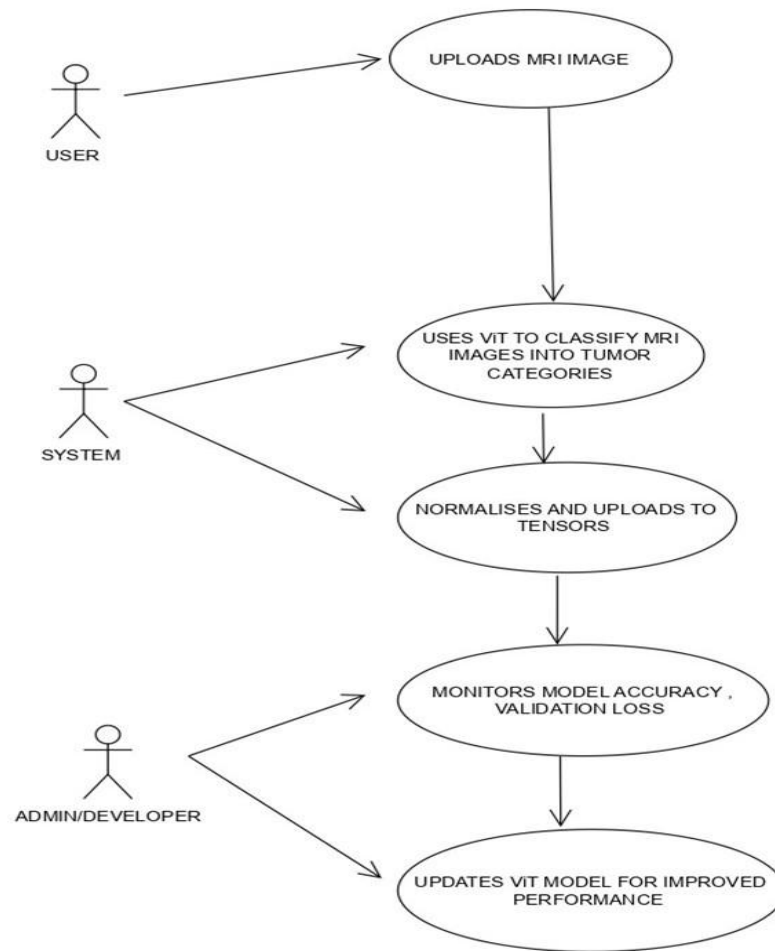 UPLOADS MRI IMAGE
USER
USES ViT TO CLASSIFY MRI
IMAGES INTO TUMOR
CATEGORIES
SYSTEM
NORMALISES AND UPLOADS TO
TENSORS
MONITORS MODEL ACCURACY ,
VALIDATION LOSS
ADMIN/DEVELOPER
UPDATES ViT MODEL FOR IMPROVED
PERFORMANCE